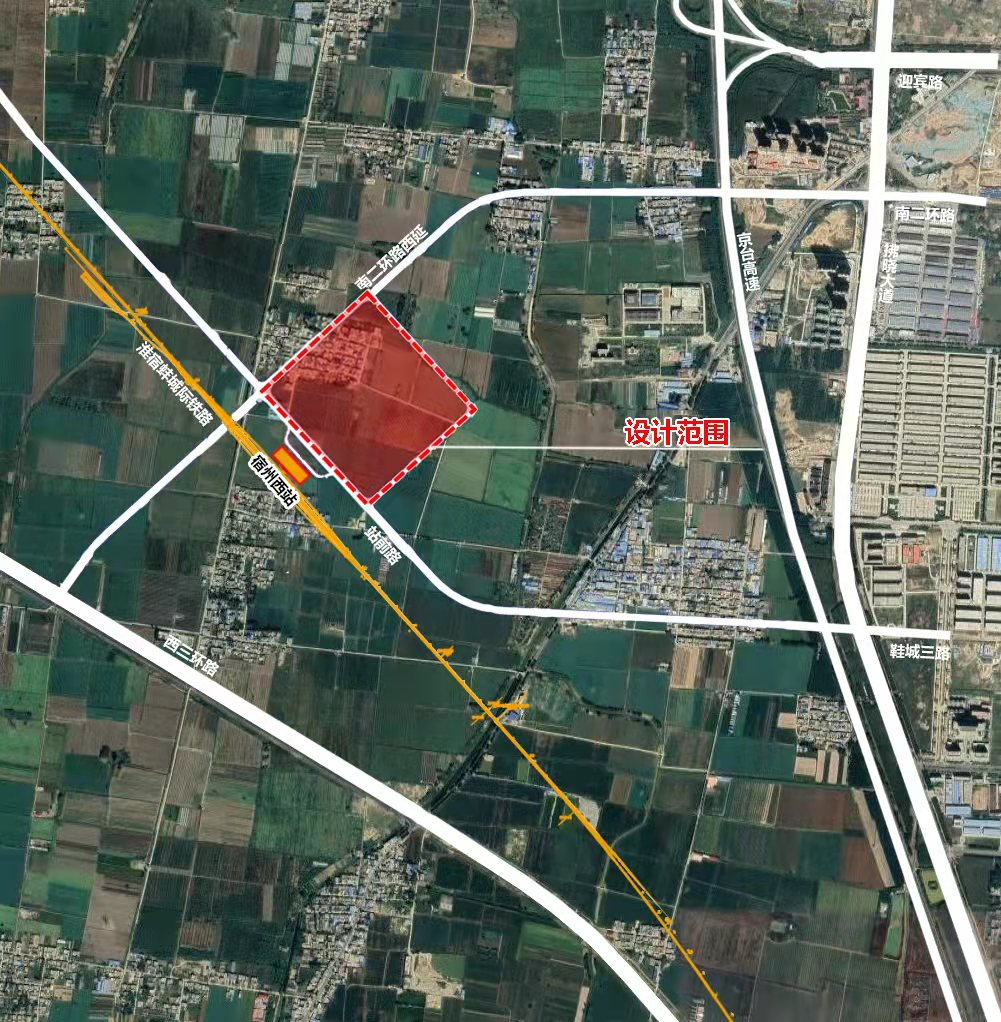 迎宾路
南二环路
拂晓大道
京台高速
南二环路西延
淮宿蚌城际铁路
设计范围
宿州西站
站前路
鞋城三路
西三环路